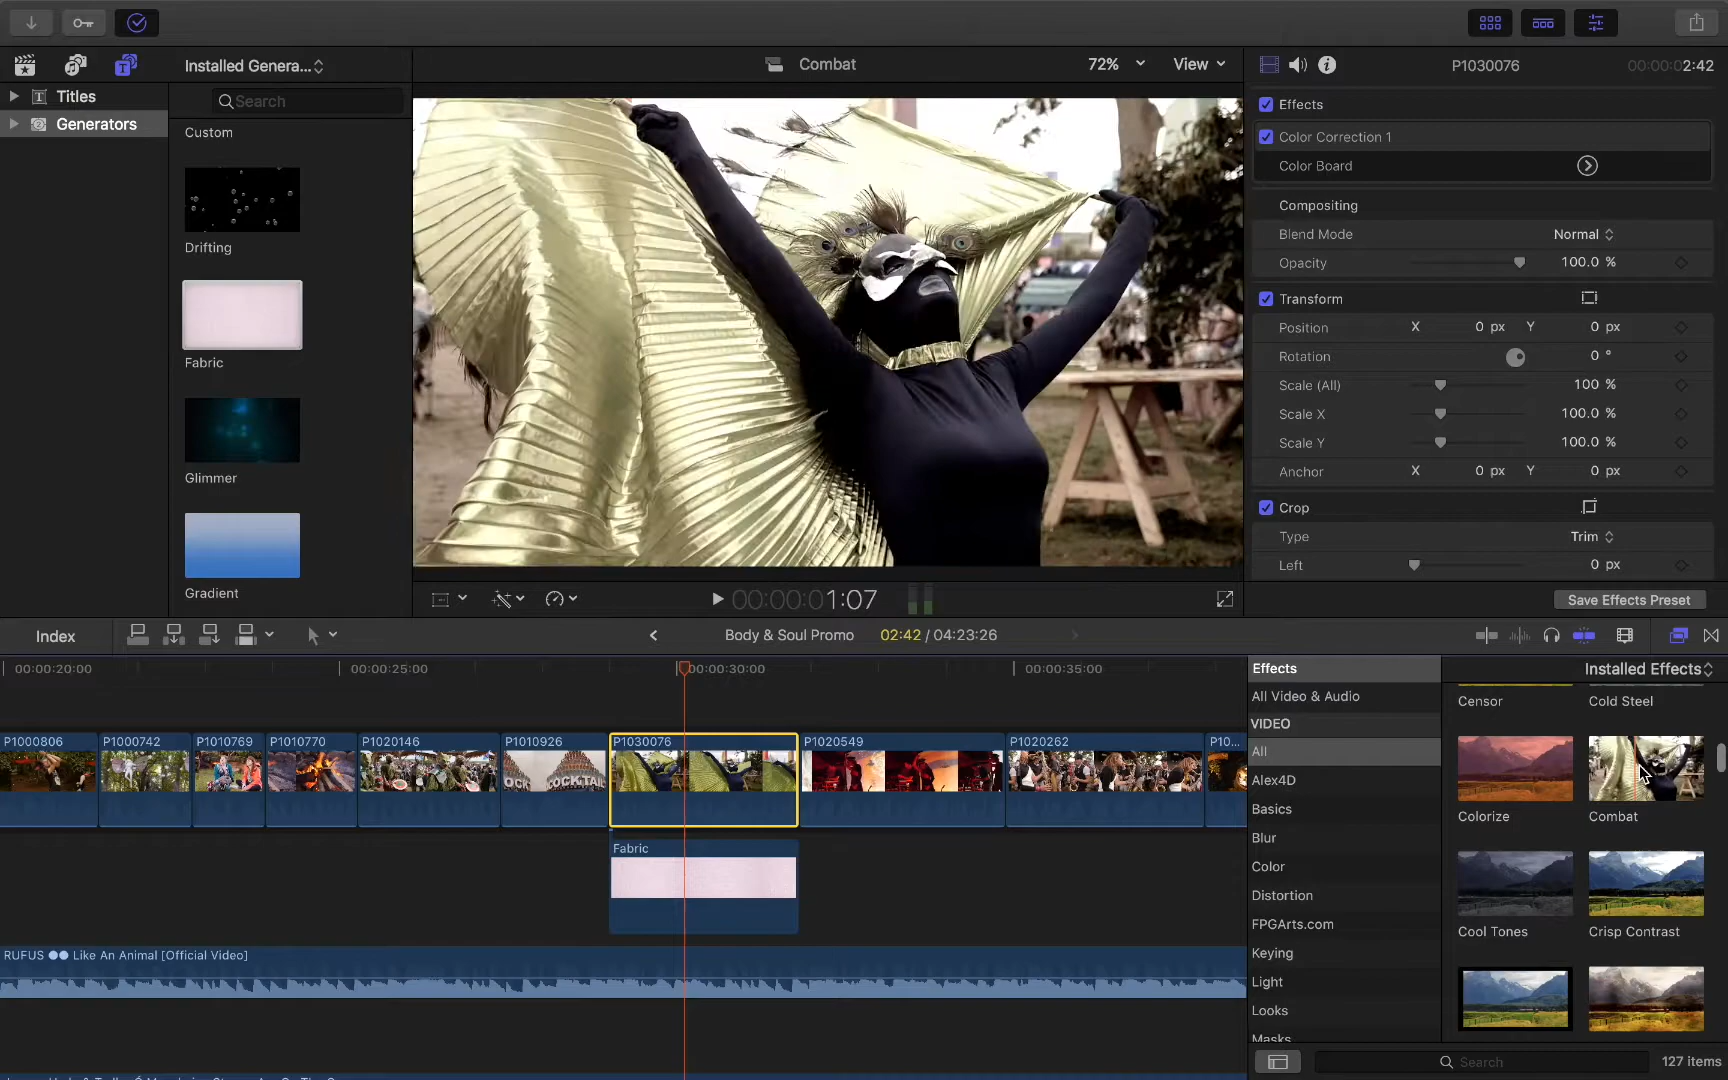 Installed Genera...
Titles
Generators
Search
Custom
Drifting
Fabric
Glimmer
Gradient
Combat
72%
View
P1030076
00:00:02:42
Effects
Color Correction 1
Color Board
Compositing
Blend Mode
Normal
Opacity
100.0 %
Transform
Position
X
0 px
Y
0 px
Rotation
0 °
Scale (All)
100 %
Scale X
100.0 %
Scale Y
100.0 %
Anchor
X
0 px
Y
0 px
Crop
Type
Trim
Left
0 px
00:00:01:07
Save Effects Preset
Index
Body & Soul Promo
02:42 / 04:23:26
00:00:20:00
00:00:25:00
00:00:30:00
00:00:35:00
P1000806
P1000742
P1010769
P1010770
P1020146
P1010926
P1030076
P1020549
P1020262
P10...
COCKTAIL
Fabric
RUFUS ●● Like An Animal [Official Video]
Effects
Installed Effects
All Video & Audio
VIDEO
All
Alex4D
Basics
Blur
Color
Distortion
FPGArts.com
Keying
Light
Looks
Masks
Censor
Cold Steel
Colorize
Combat
Cool Tones
Crisp Contrast
Search
127 items